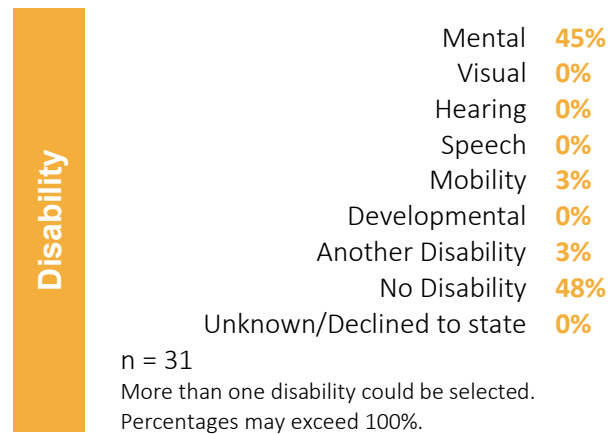 Disability
Mental 45%
Visual 0%
Hearing 0%
Speech 0%
Mobility 3%
Developmental 0%
Another Disability 3%
No Disability 48%
Unknown/Declined to state 0%
n = 31
More than one disability could be selected.
Percentages may exceed 100%.